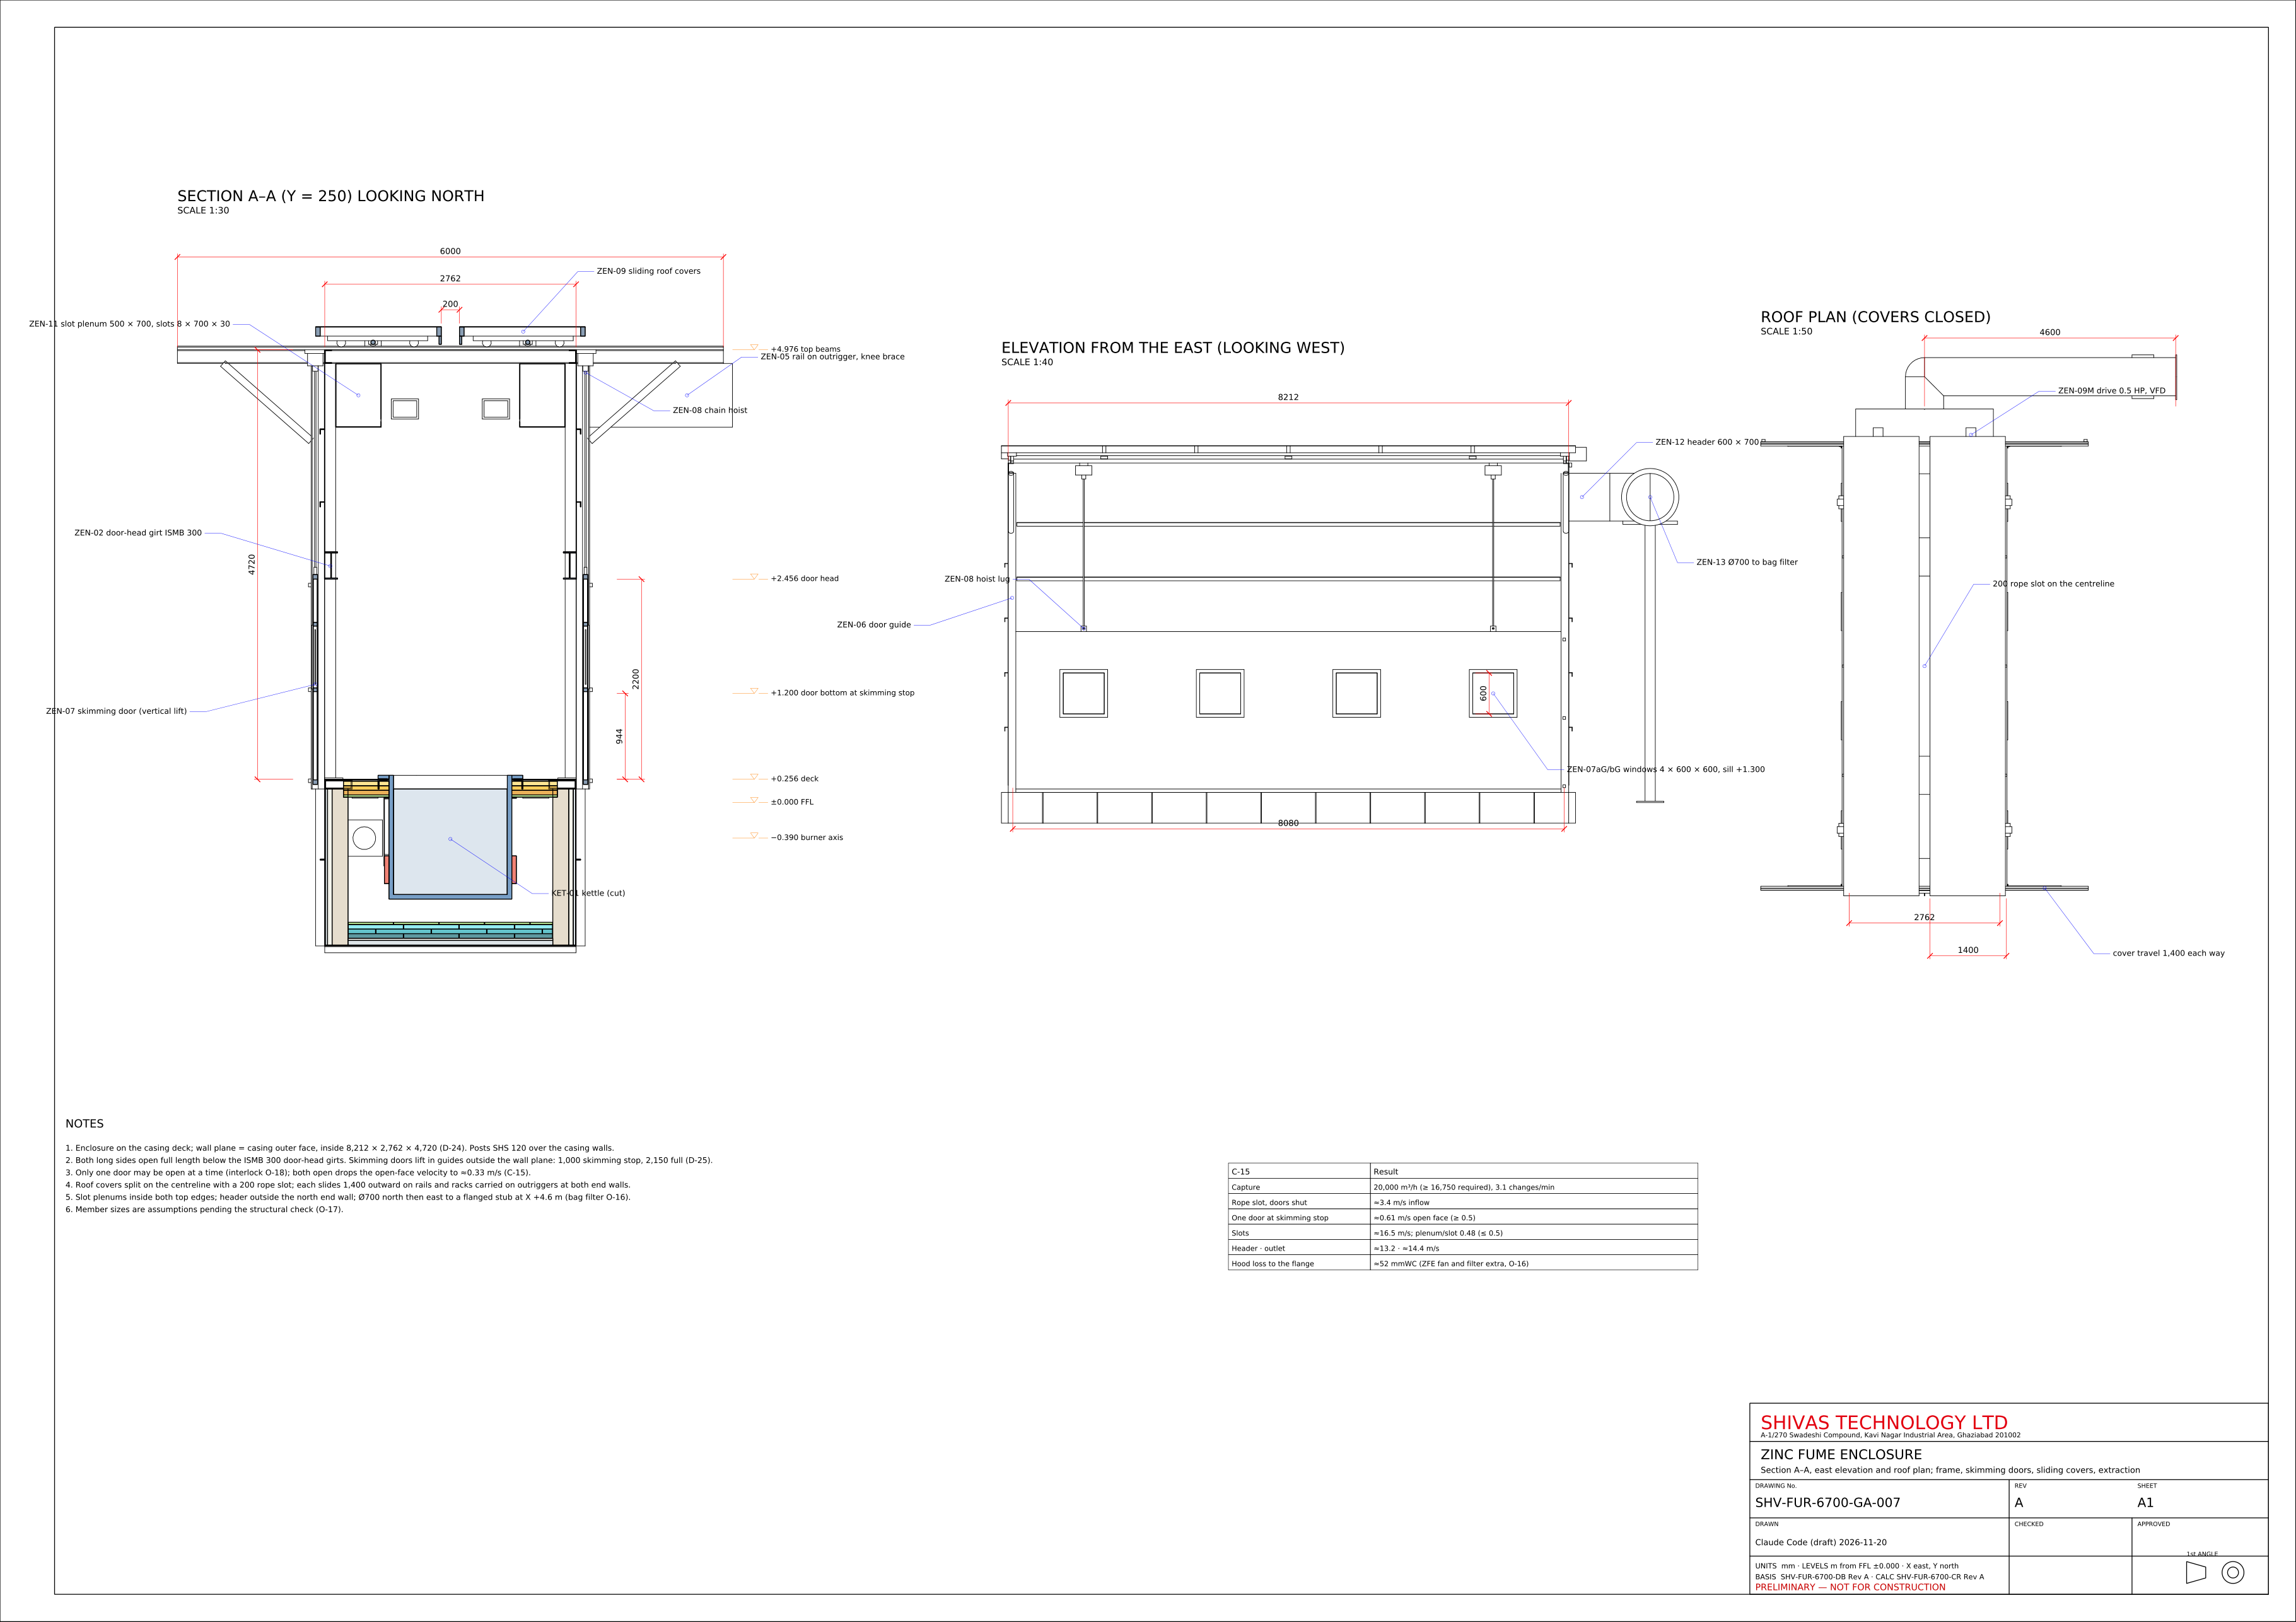 SECTION A–A (Y = 250) LOOKING NORTH
SCALE 1:30
6000
ZEN-09 sliding roof covers
2762
200
ZEN-11 slot plenum 500 × 700, slots 8 × 700 × 30
+4.976 top beams
ZEN-05 rail on outrigger, knee brace
ZEN-08 chain hoist
ZEN-02 door-head girt ISMB 300
4720
+2.456 door head
2200
+1.200 door bottom at skimming stop
ZEN-07 skimming door (vertical lift)
944
+0.256 deck
±0.000 FFL
−0.390 burner axis
KET-01 kettle (cut)
ELEVATION FROM THE EAST (LOOKING WEST)
SCALE 1:40
8212
ZEN-12 header 600 × 700
ZEN-13 Ø700 to bag filter
ZEN-08 hoist lug
ZEN-06 door guide
600
ZEN-07aG/bG windows 4 × 600 × 600, sill +1.300
8080
ROOF PLAN (COVERS CLOSED)
SCALE 1:50
4600
ZEN-09M drive 0.5 HP, VFD
200 rope slot on the centreline
2762
1400
cover travel 1,400 each way
NOTES
1. Enclosure on the casing deck; wall plane = casing outer face, inside 8,212 × 2,762 × 4,720 (D-24). Posts SHS 120 over the casing walls.
2. Both long sides open full length below the ISMB 300 door-head girts. Skimming doors lift in guides outside the wall plane: 1,000 skimming stop, 2,150 full (D-25).
3. Only one door may be open at a time (interlock O-18); both open drops the open-face velocity to ≈0.33 m/s (C-15).
4. Roof covers split on the centreline with a 200 rope slot; each slides 1,400 outward on rails and racks carried on outriggers at both end walls.
5. Slot plenums inside both top edges; header outside the north end wall; Ø700 north then east to a flanged stub at X +4.6 m (bag filter O-16).
6. Member sizes are assumptions pending the structural check (O-17).
C-15 Result
Capture 20,000 m³/h (≥ 16,750 required), 3.1 changes/min
Rope slot, doors shut ≈3.4 m/s inflow
One door at skimming stop ≈0.61 m/s open face (≥ 0.5)
Slots ≈16.5 m/s; plenum/slot 0.48 (≤ 0.5)
Header · outlet ≈13.2 · ≈14.4 m/s
Hood loss to the flange ≈52 mmWC (ZFE fan and filter extra, O-16)
SHIVAS TECHNOLOGY LTD
A-1/270 Swadeshi Compound, Kavi Nagar Industrial Area, Ghaziabad 201002
ZINC FUME ENCLOSURE
Section A–A, east elevation and roof plan; frame, skimming doors, sliding covers, extraction
DRAWING No. REV SHEET
SHV-FUR-6700-GA-007 A A1
DRAWN CHECKED APPROVED
Claude Code (draft) 2026-11-20
1st ANGLE
UNITS mm · LEVELS m from FFL ±0.000 · X east, Y north
BASIS SHV-FUR-6700-DB Rev A · CALC SHV-FUR-6700-CR Rev A
PRELIMINARY — NOT FOR CONSTRUCTION